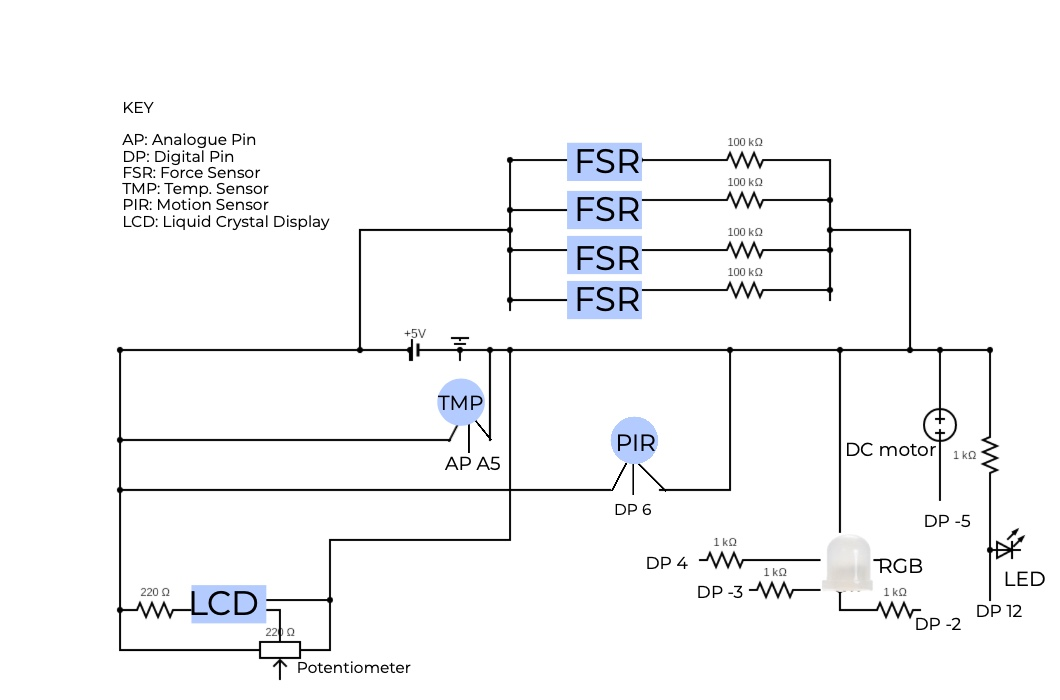 KEY
AP: Analogue Pin
DP: Digital Pin
FSR: Force Sensor
TMP: Temp. Sensor
PIR: Motion Sensor
LCD: Liquid Crystal Display
100 kΩ
FSR
100 kΩ
FSR
100 kΩ
FSR
100 kΩ
FSR
+5V
TMP
AP A5
PIR
DP 6
DC motor
1 kΩ
DP -5
1 kΩ
DP 4
RGB
1 kΩ
DP -3
LED
1 kΩ
DP 12
DP -2
220 Ω
LCD
220 Ω
Potentiometer